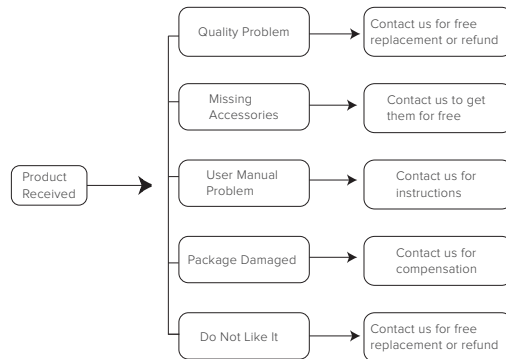 Product
Received
Quality Problem
Contact us for free
replacement or refund
Missing
Accessories
Contact us to get
them for free
User Manual
Problem
Contact us for
instructions
Package Damaged
Contact us for
compensation
Do Not Like It
Contact us for free
replacement or refund